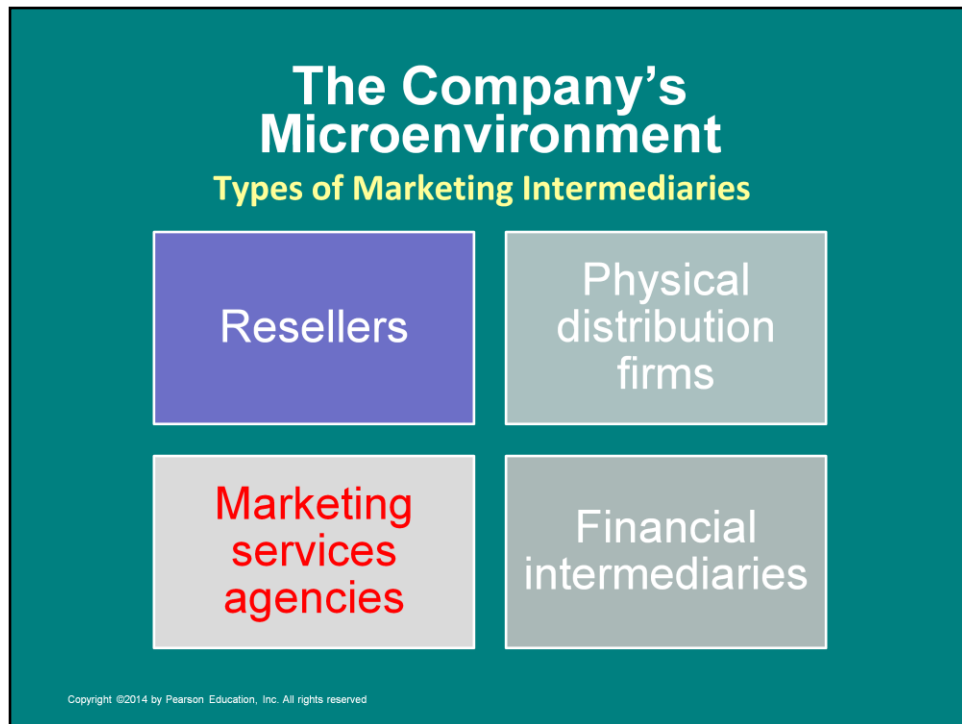 The Company’s
Microenvironment
Types of Marketing Intermediaries
Resellers
Physical
distribution
firms
Marketing
services
agencies
Financial
intermediaries
Copyright ©2014 by Pearson Education, Inc. All rights reserved